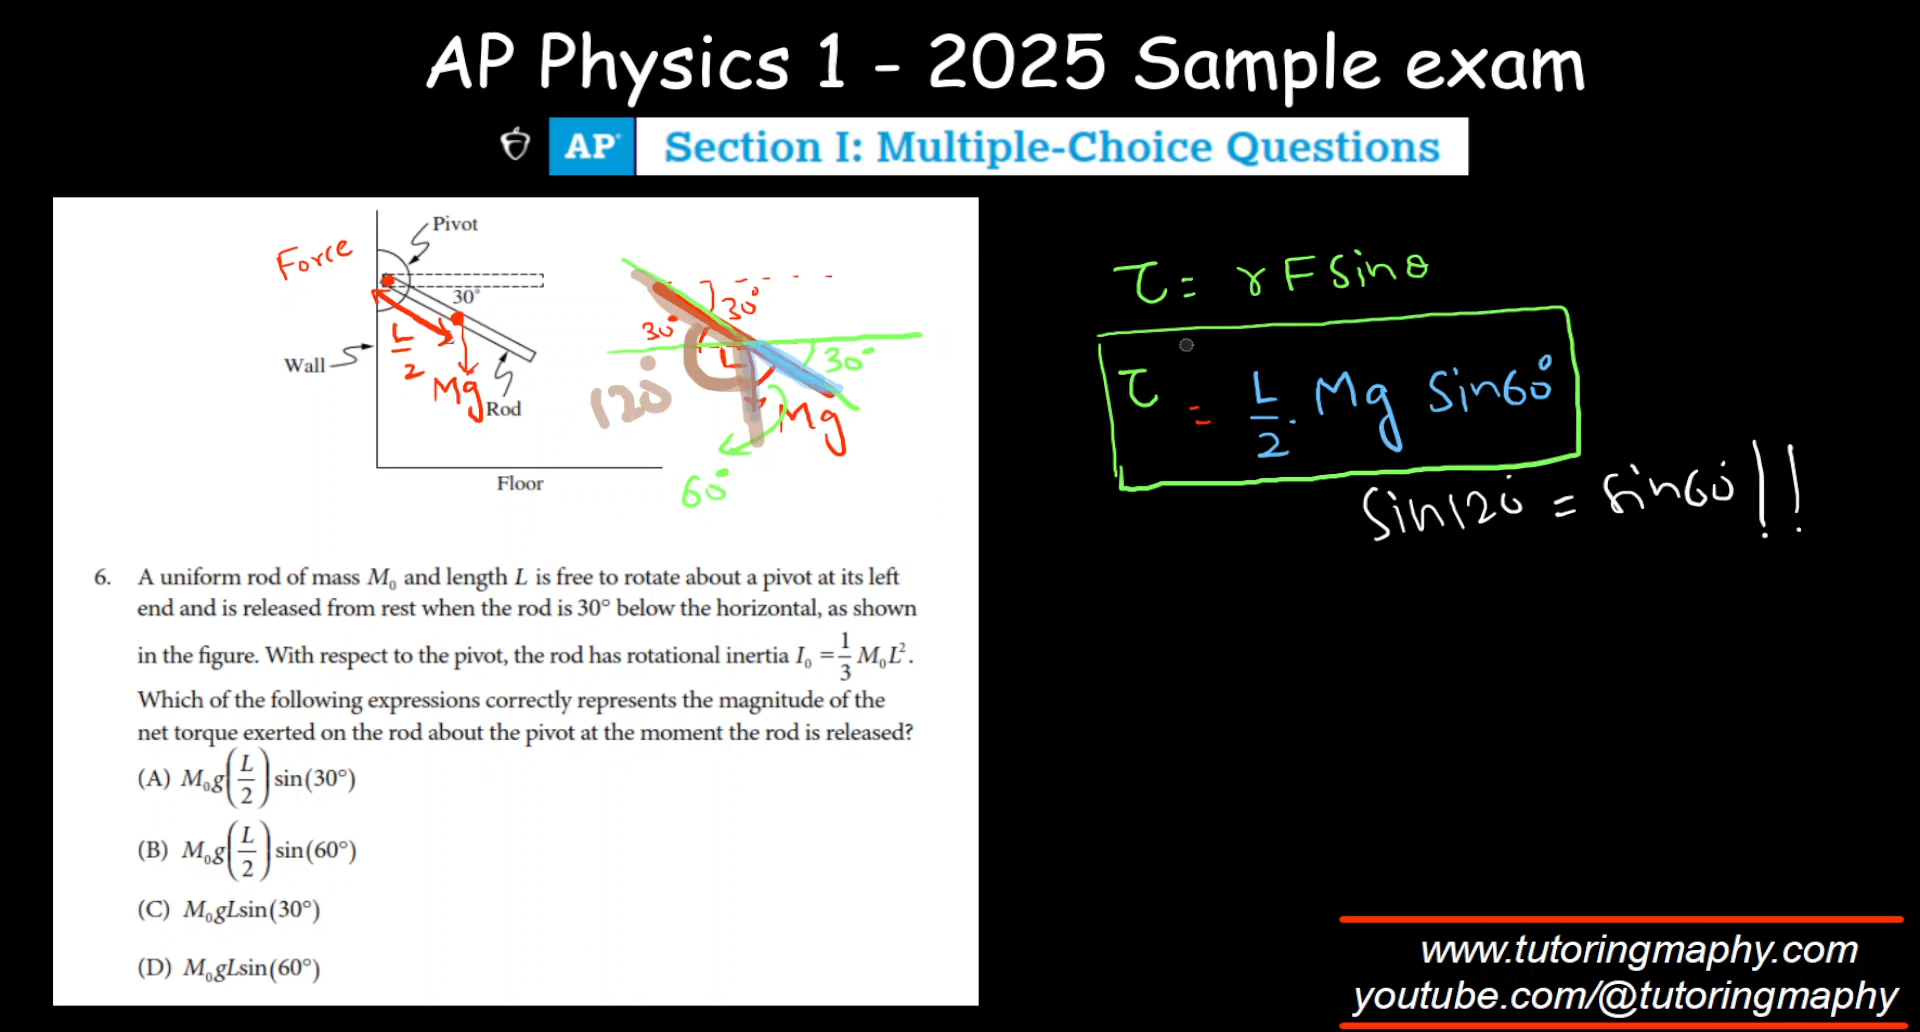 AP Physics 1 - 2025 Sample exam
AP Section I: Multiple-Choice Questions
Pivot
Force
30°
L/2
Wall
Mg
Rod
Floor
30°
30°
30°
120°
Mg
60°
τ = rF sin θ
τ = L/2 · Mg Sin60°
Sin120° = Sin60° !!
6. A uniform rod of mass M₀ and length L is free to rotate about a pivot at its left
end and is released from rest when the rod is 30° below the horizontal, as shown
in the figure. With respect to the pivot, the rod has rotational inertia I₀ = 1/3 M₀L².
Which of the following expressions correctly represents the magnitude of the
net torque exerted on the rod about the pivot at the moment the rod is released?
(A) M₀g(L/2)sin(30°)
(B) M₀g(L/2)sin(60°)
(C) M₀gLsin(30°)
(D) M₀gLsin(60°)
www.tutoringmaphy.com
youtube.com/@tutoringmaphy